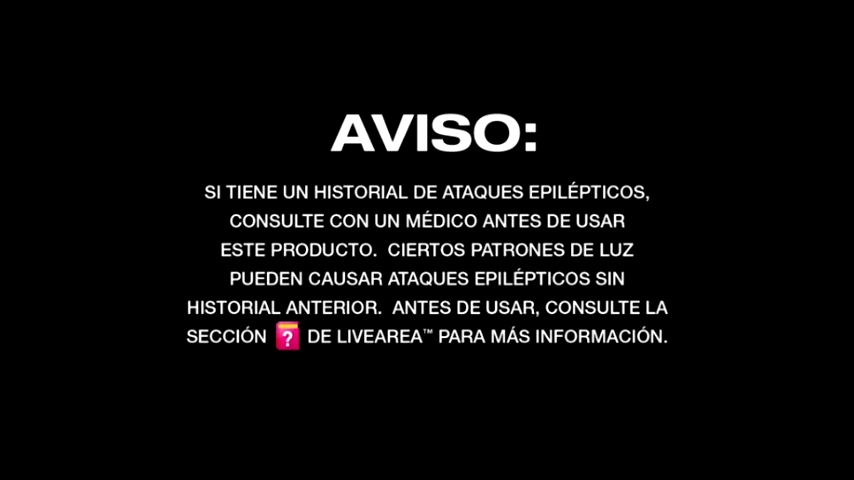 AVISO:
SI TIENE UN HISTORIAL DE ATAQUES EPILÉPTICOS,
CONSULTE CON UN MÉDICO ANTES DE USAR
ESTE PRODUCTO. CIERTOS PATRONES DE LUZ
PUEDEN CAUSAR ATAQUES EPILÉPTICOS SIN
HISTORIAL ANTERIOR. ANTES DE USAR, CONSULTE LA
SECCIÓN ? DE LIVEAREA™ PARA MÁS INFORMACIÓN.